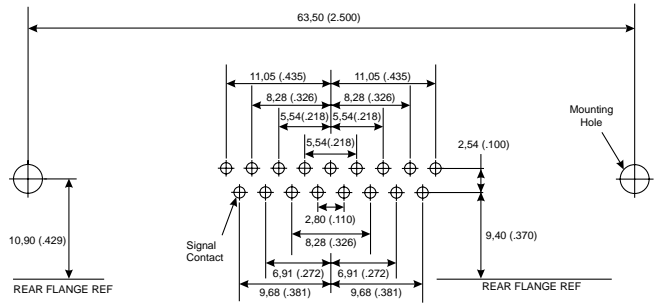 63,50 (2.500)
11,05 (.435) 11,05 (.435)
8,28 (.326) 8,28 (.326)
5,54(.218) 5,54(.218)
5,54(.218)
Mounting
Hole
2,54 (.100)
2,80 (.110)
Signal
Contact
8,28 (.326)
10,90 (.429)
9,40 (.370)
6,91 (.272) 6,91 (.272)
9,68 (.381) 9,68 (.381)
REAR FLANGE REF
REAR FLANGE REF